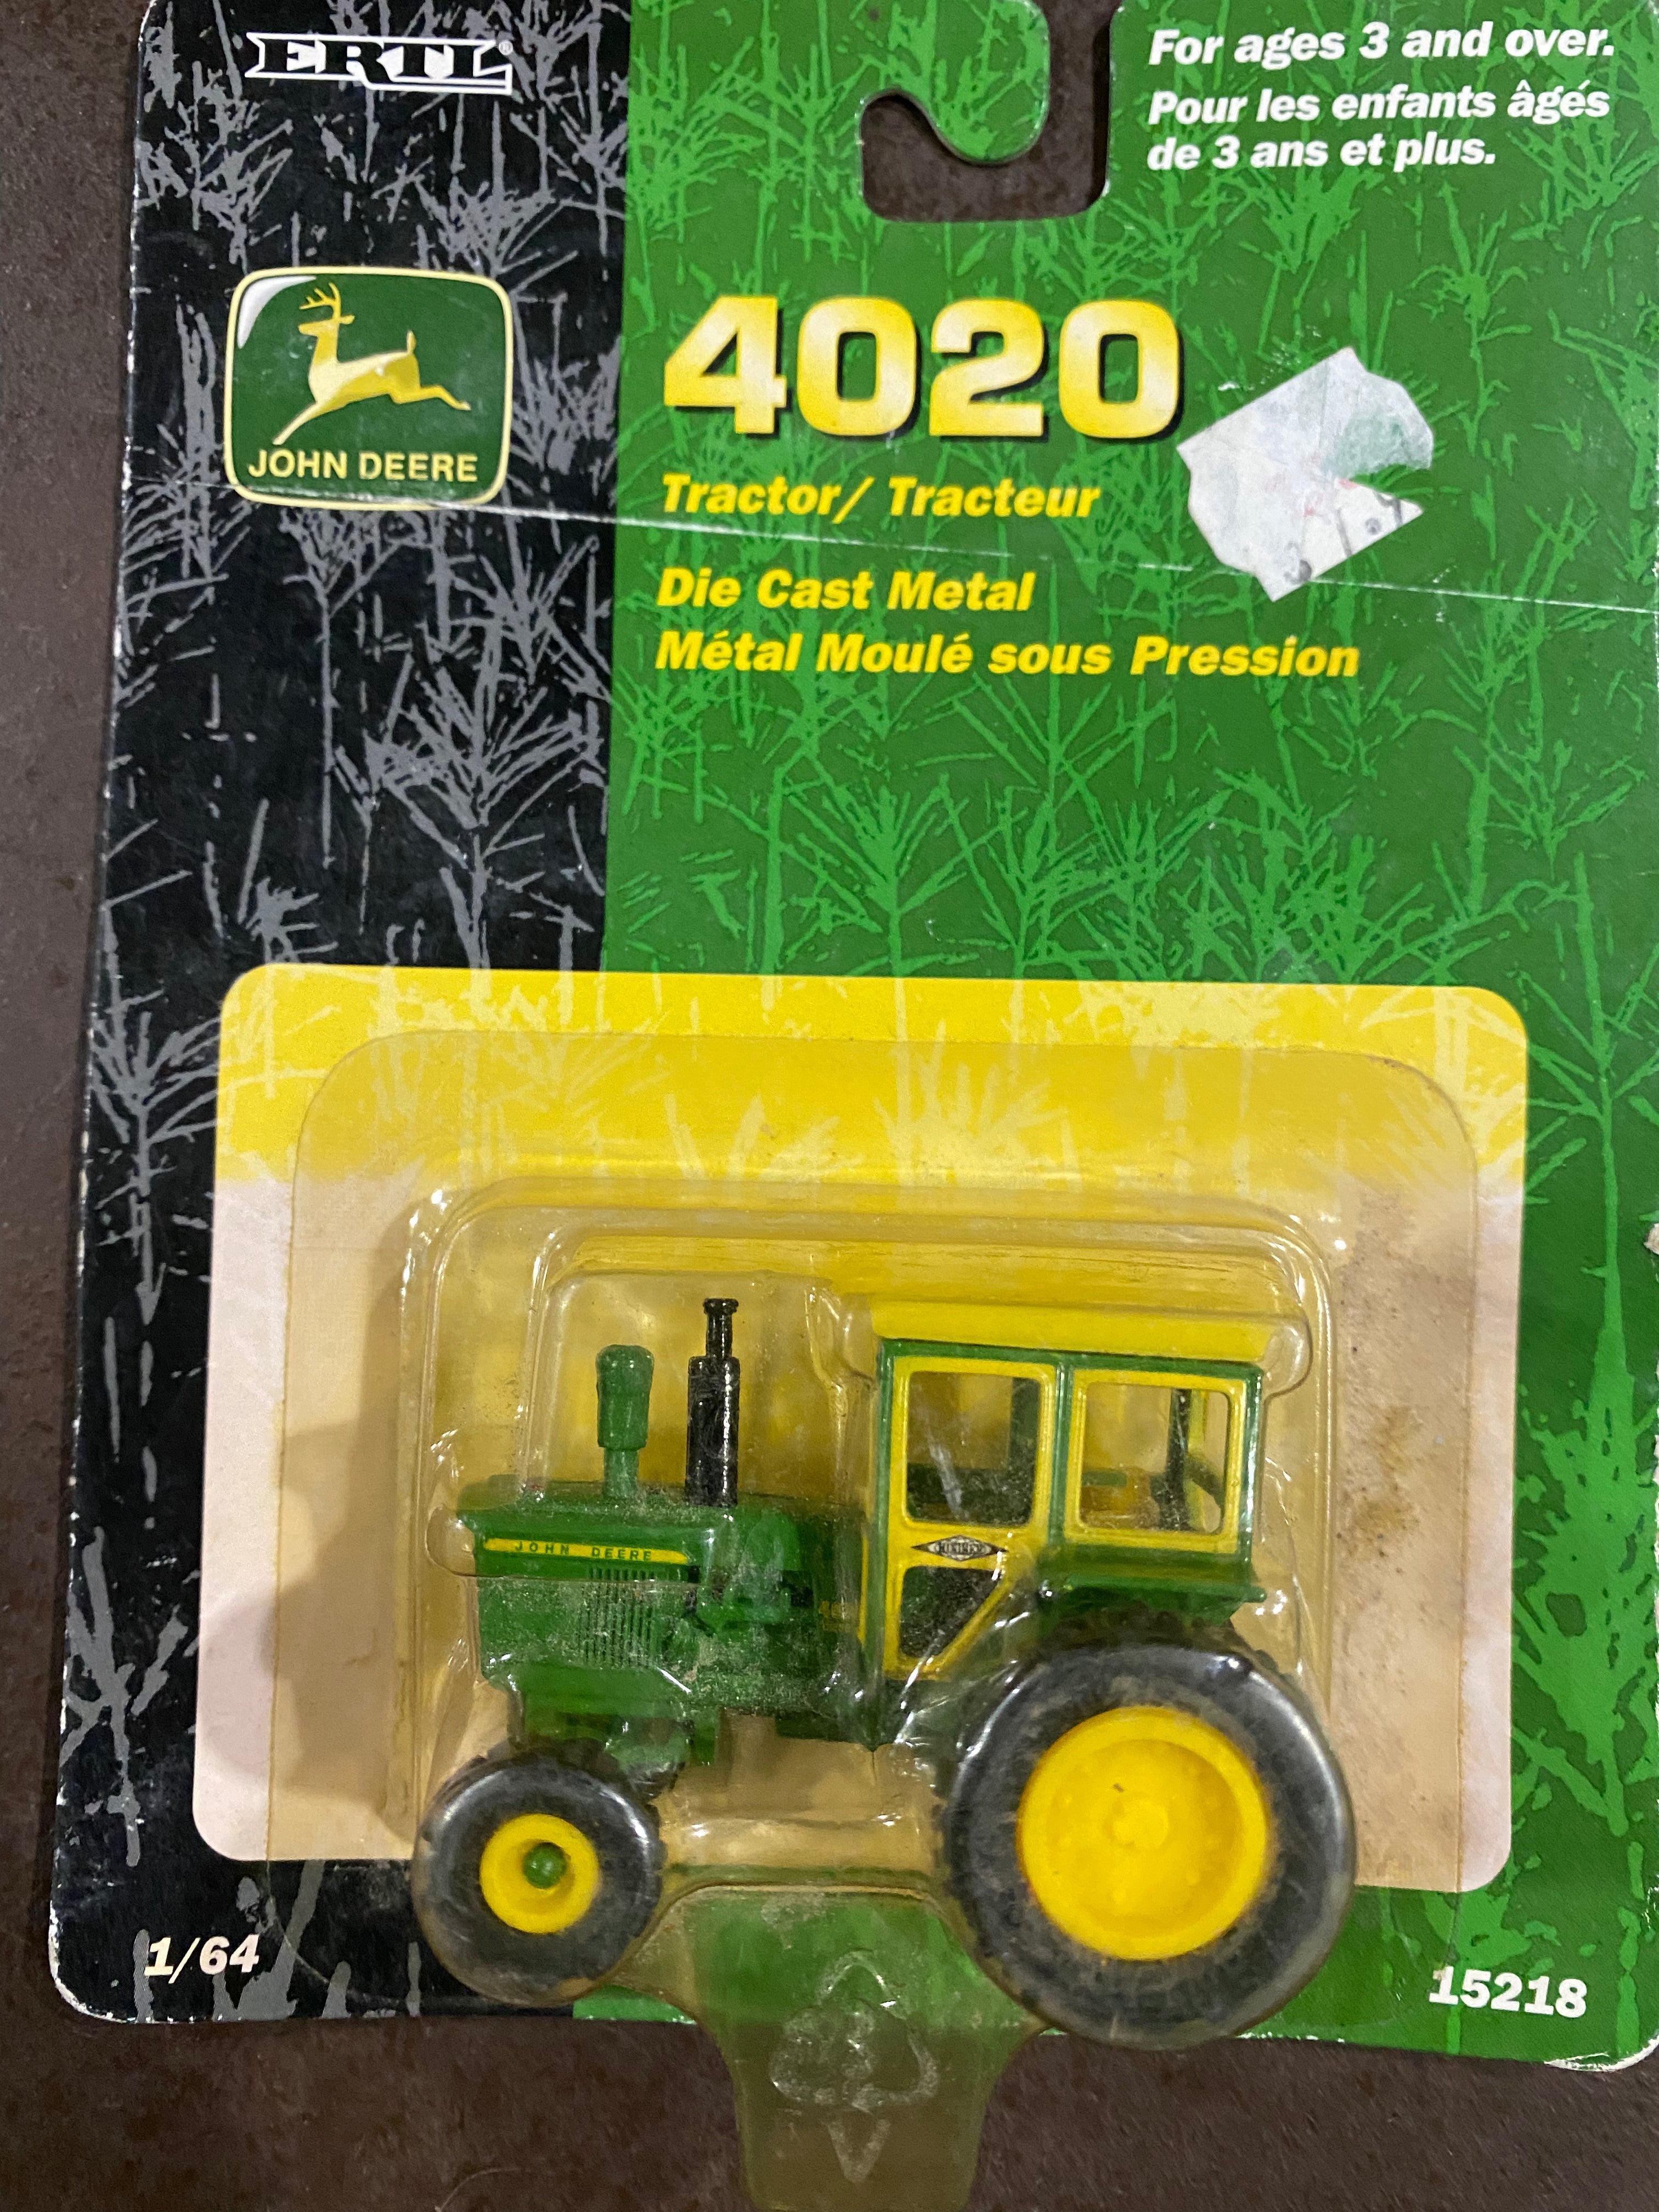 ERTL®
For ages 3 and over.
Pour les enfants âgés
de 3 ans et plus.
JOHN DEERE
4020
Tractor/ Tracteur
Die Cast Metal
Métal Moulé sous Pression
JOHN DEERE
1/64
15218